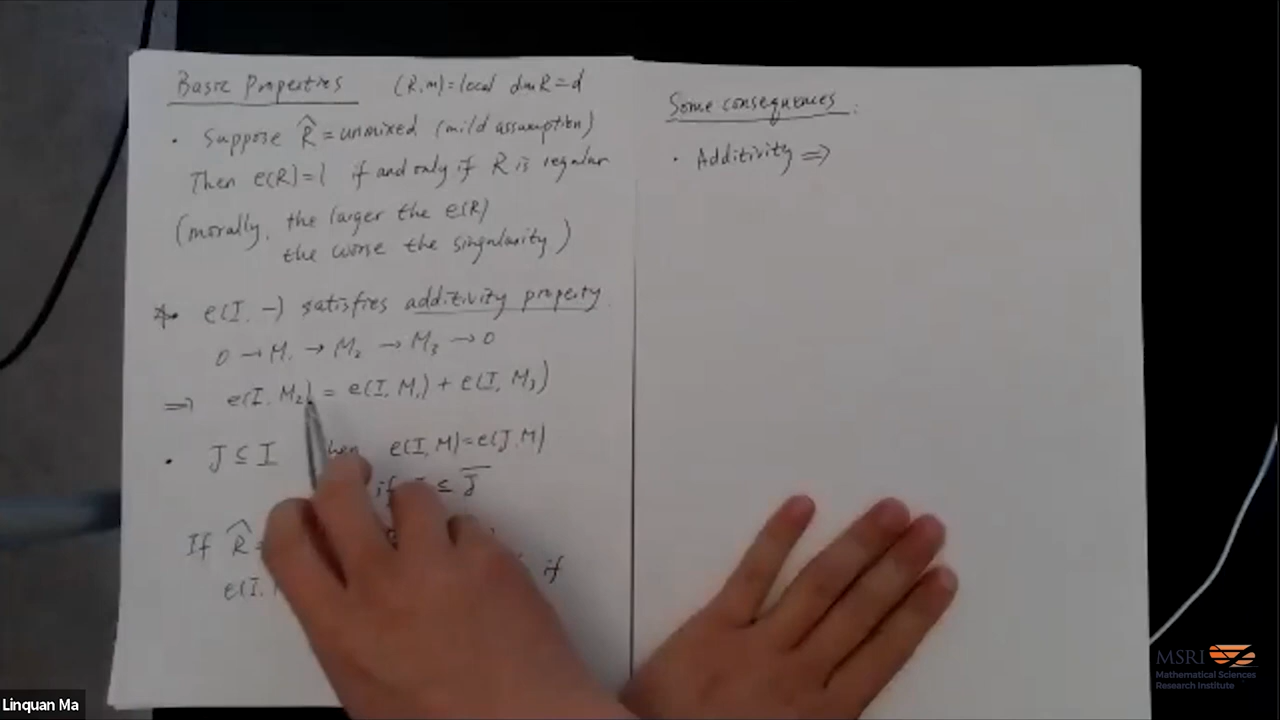 Basic Properties (R,m)=local dim R=d
· Suppose R̂=unmixed (mild assumption)
Then e(R)=1 if and only if R is regular
(morally, the larger the e(R)
the worse the singularity)
* · e(I, -) satisfies additivity property
0 → M₁ → M₂ → M₃ → 0
⇒ e(I, M₂) = e(I, M₁) + e(I, M₃)
· J ⊆ I e(I, M) = e(J, M)
if ⊆ J̅
If R̂ =
e(I, if
Some consequences:
· Additivity ⇒
MSRI
Mathematical Sciences
Research Institute
Linquan Ma